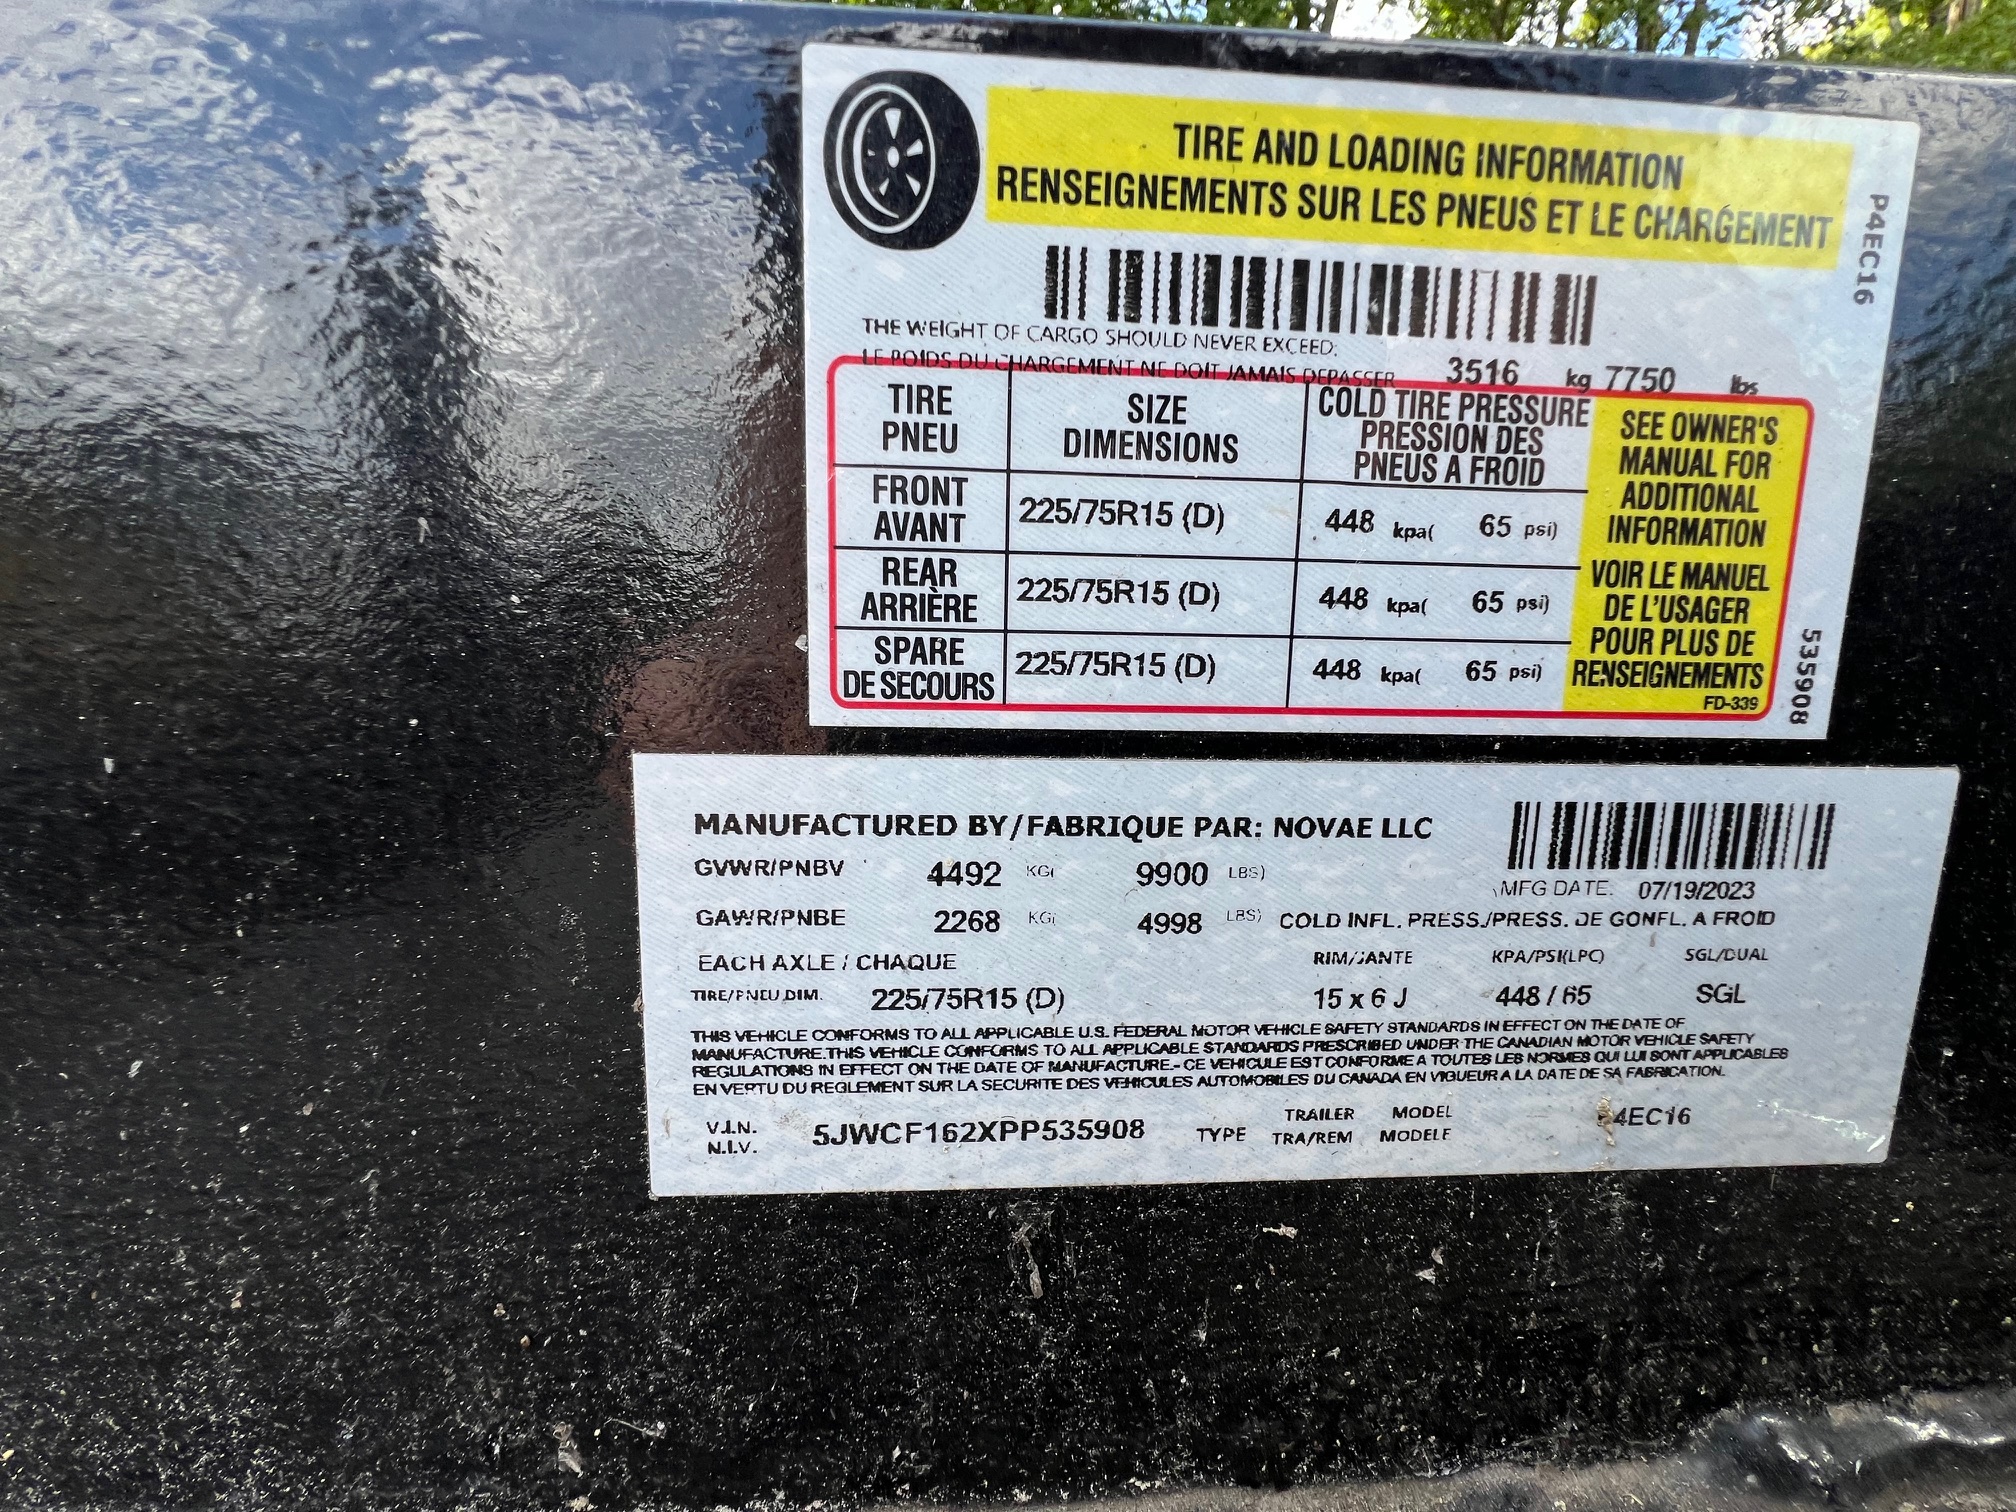 TIRE AND LOADING INFORMATION
RENSEIGNEMENTS SUR LES PNEUS ET LE CHARGEMENT
P4EC16
THE WEIGHT OF CARGO SHOULD NEVER EXCEED:
LE POIDS DU CHARGEMENT NE DOIT JAMAIS DEPASSER 3516 kg 7750 lbs
TIRE PNEU SIZE DIMENSIONS COLD TIRE PRESSURE PRESSION DES PNEUS A FROID
FRONT AVANT 225/75R15 (D) 448 kpa( 65 psi)
REAR ARRIÈRE 225/75R15 (D) 448 kpa( 65 psi)
SPARE DE SECOURS 225/75R15 (D) 448 kpa( 65 psi)
SEE OWNER'S
MANUAL FOR
ADDITIONAL
INFORMATION
VOIR LE MANUEL
DE L'USAGER
POUR PLUS DE
RENSEIGNEMENTS
FD-339
535908
MANUFACTURED BY/FABRIQUE PAR: NOVAE LLC
GVWR/PNBV 4492 KG( 9900 LBS)
MFG DATE: 07/19/2023
GAWR/PNBE 2268 KG( 4998 LBS) COLD INFL. PRESS./PRESS. DE GONFL. A FROID
EACH AXLE / CHAQUE RIM/JANTE KPA/PSI(LPC) SGL/DUAL
TIRE/PNEU DIM. 225/75R15 (D) 15 x 6 J 448 / 65 SGL
THIS VEHICLE CONFORMS TO ALL APPLICABLE U.S. FEDERAL MOTOR VEHICLE SAFETY STANDARDS IN EFFECT ON THE DATE OF
MANUFACTURE.THIS VEHICLE CONFORMS TO ALL APPLICABLE STANDARDS PRESCRIBED UNDER THE CANADIAN MOTOR VEHICLE SAFETY
REGULATIONS IN EFFECT ON THE DATE OF MANUFACTURE.- CE VEHICULE EST CONFORME A TOUTES LES NORMES QUI LUI SONT APPLICABLES
EN VERTU DU REGLEMENT SUR LA SECURITE DES VEHICULES AUTOMOBILES DU CANADA EN VIGUEUR A LA DATE DE SA FABRICATION.
V.I.N. 5JWCF162XPP535908 TYPE TRAILER MODEL 4EC16
N.I.V. TRA/REM MODELE